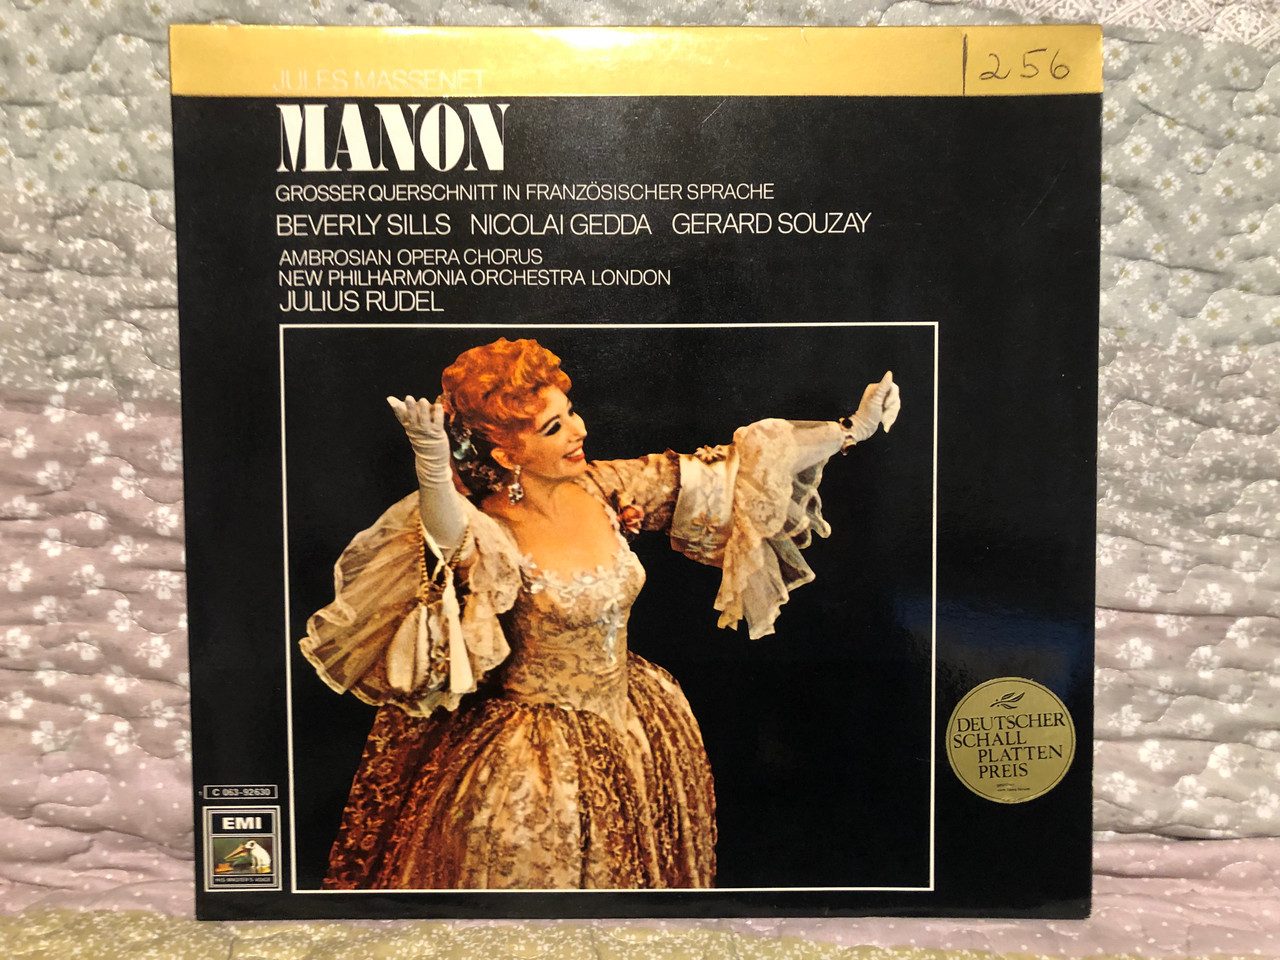 JULES MASSENET
256
MANON
GROSSER QUERSCHNITT IN FRANZÖSISCHER SPRACHE
BEVERLY SILLS NICOLAI GEDDA GERARD SOUZAY
AMBROSIAN OPERA CHORUS
NEW PHILHARMONIA ORCHESTRA LONDON
JULIUS RUDEL
DEUTSCHER
SCHALL
PLATTEN
PREIS
C 063-92630
EMI
HIS MASTER'S VOICE